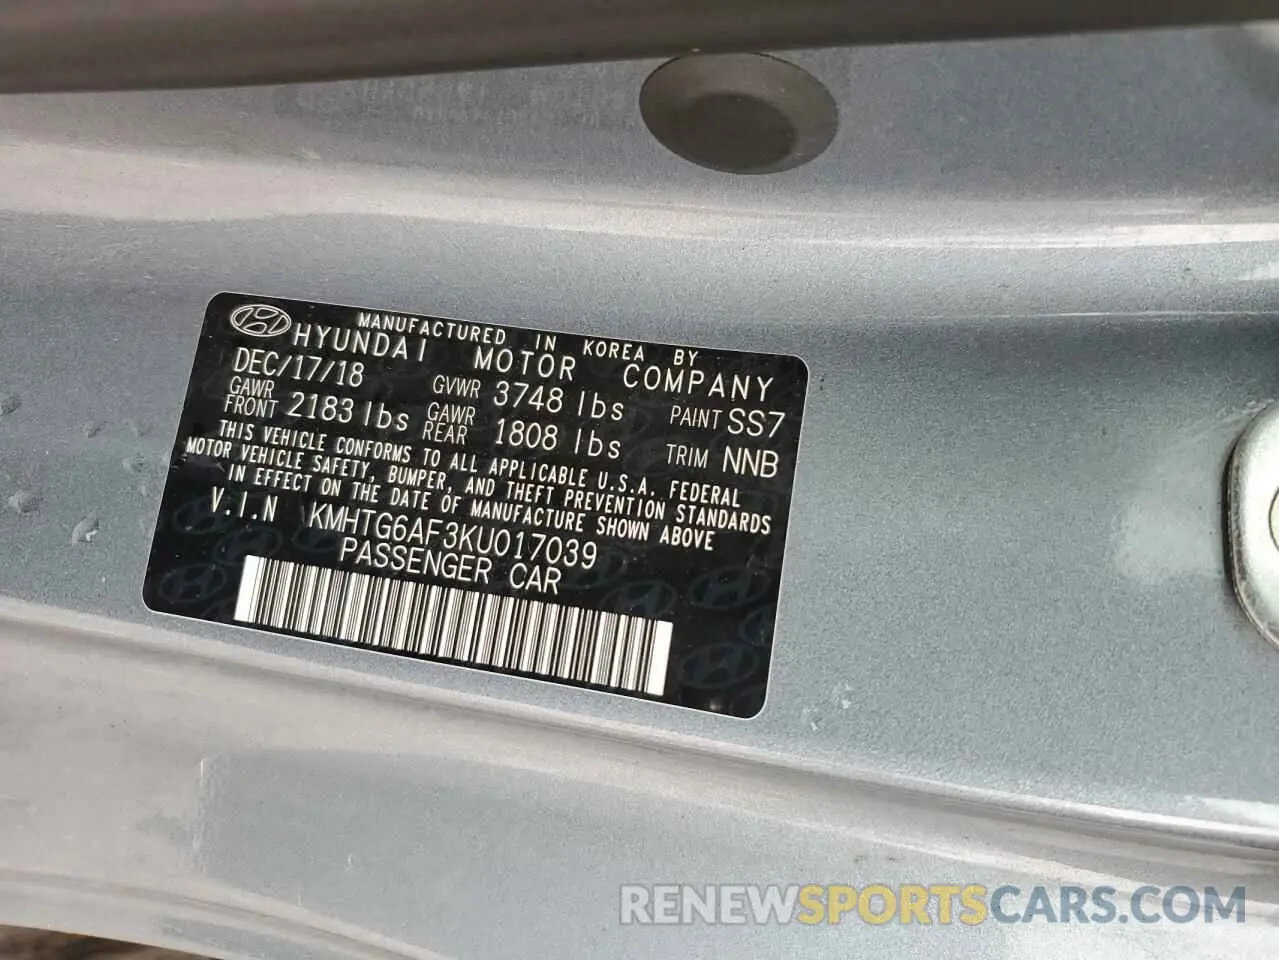 MANUFACTURED IN KOREA BY
HYUNDAI MOTOR COMPANY
DEC/17/18 GVWR 3748 lbs PAINT SS7
GAWR FRONT 2183 lbs GAWR REAR 1808 lbs TRIM NNB
THIS VEHICLE CONFORMS TO ALL APPLICABLE U.S.A. FEDERAL
MOTOR VEHICLE SAFETY, BUMPER, AND THEFT PREVENTION STANDARDS
IN EFFECT ON THE DATE OF MANUFACTURE SHOWN ABOVE
V.I.N KMHTG6AF3KU017039
PASSENGER CAR
RENEWSPORTSCARS.COM